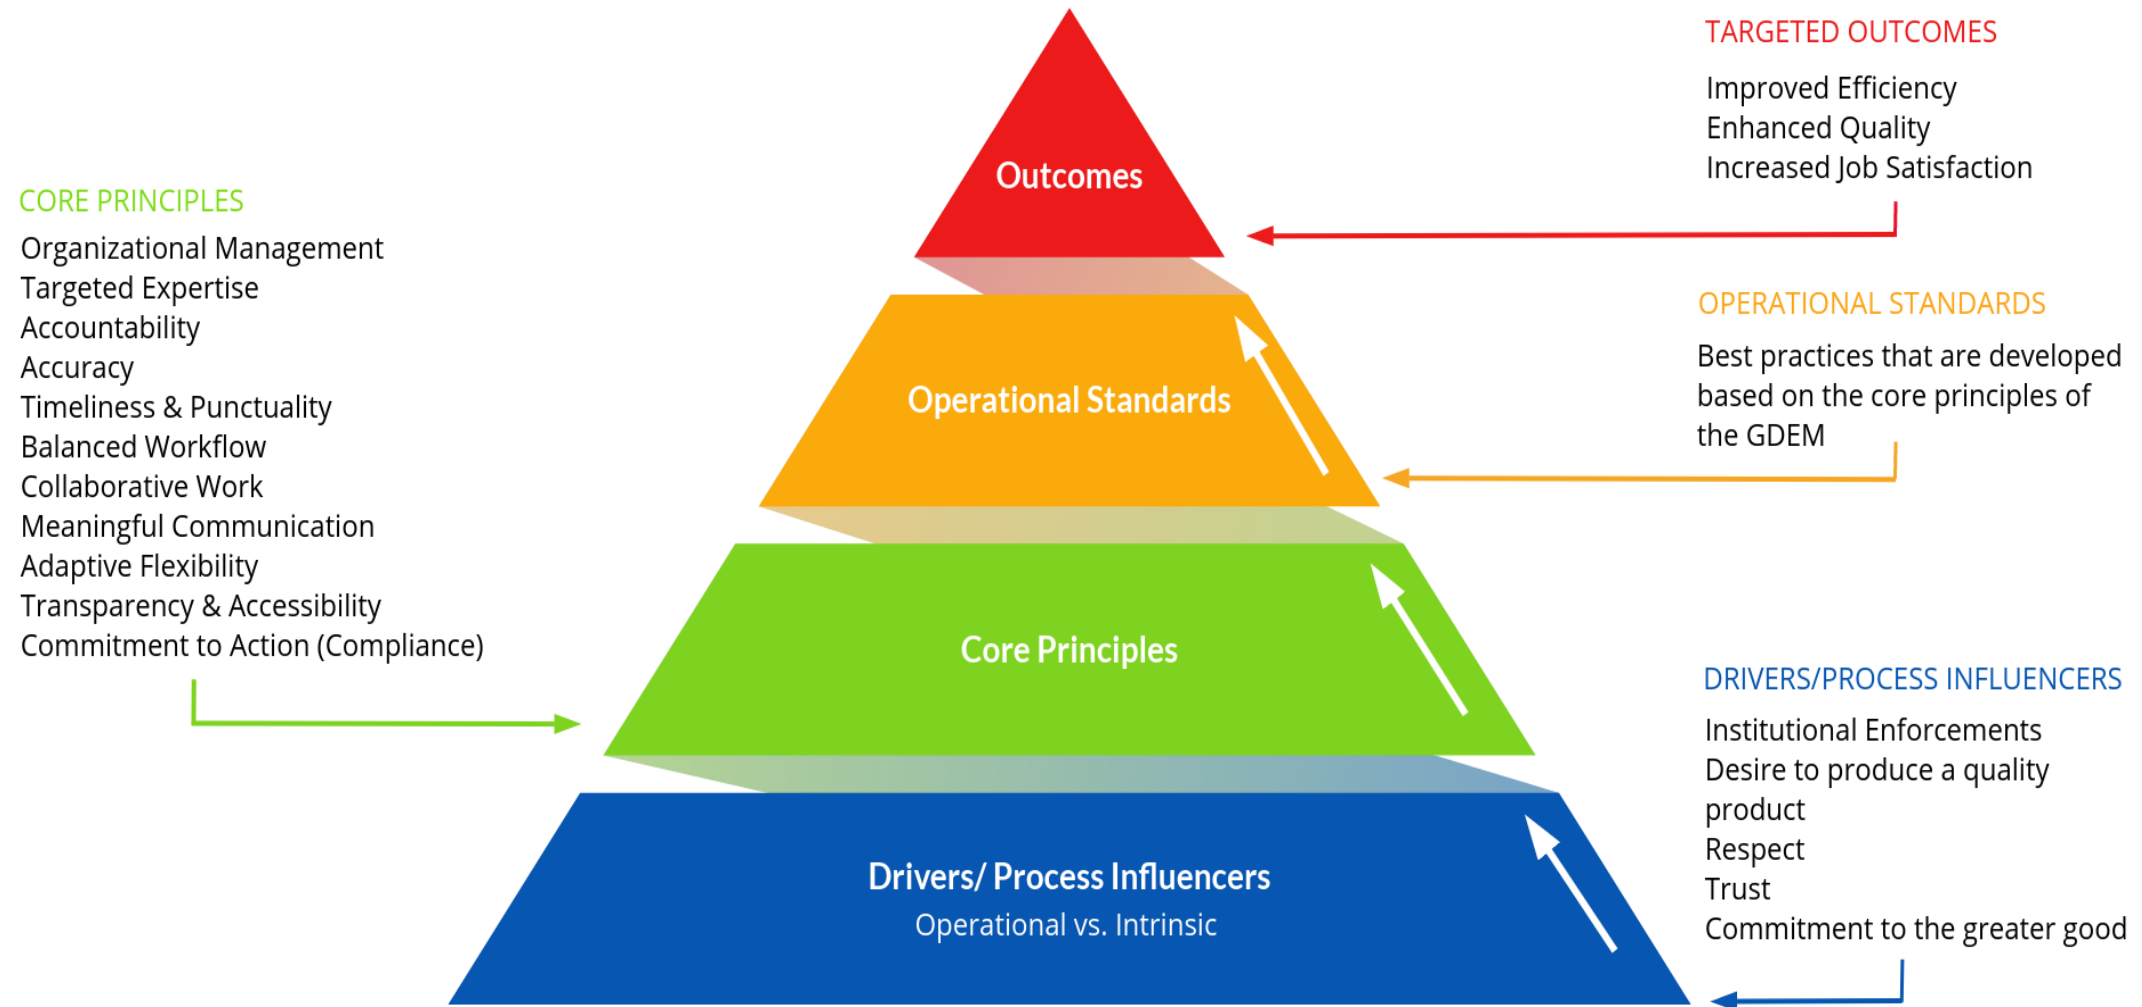 CORE PRINCIPLES
Organizational Management
Targeted Expertise
Accountability
Accuracy
Timeliness & Punctuality
Balanced Workflow
Collaborative Work
Meaningful Communication
Adaptive Flexibility
Transparency & Accessibility
Commitment to Action (Compliance)
Outcomes
Operational Standards
Core Principles
Drivers/ Process Influencers
Operational vs. Intrinsic
TARGETED OUTCOMES
Improved Efficiency
Enhanced Quality
Increased Job Satisfaction
OPERATIONAL STANDARDS
Best practices that are developed
based on the core principles of
the GDEM
DRIVERS/PROCESS INFLUENCERS
Institutional Enforcements
Desire to produce a quality
product
Respect
Trust
Commitment to the greater good